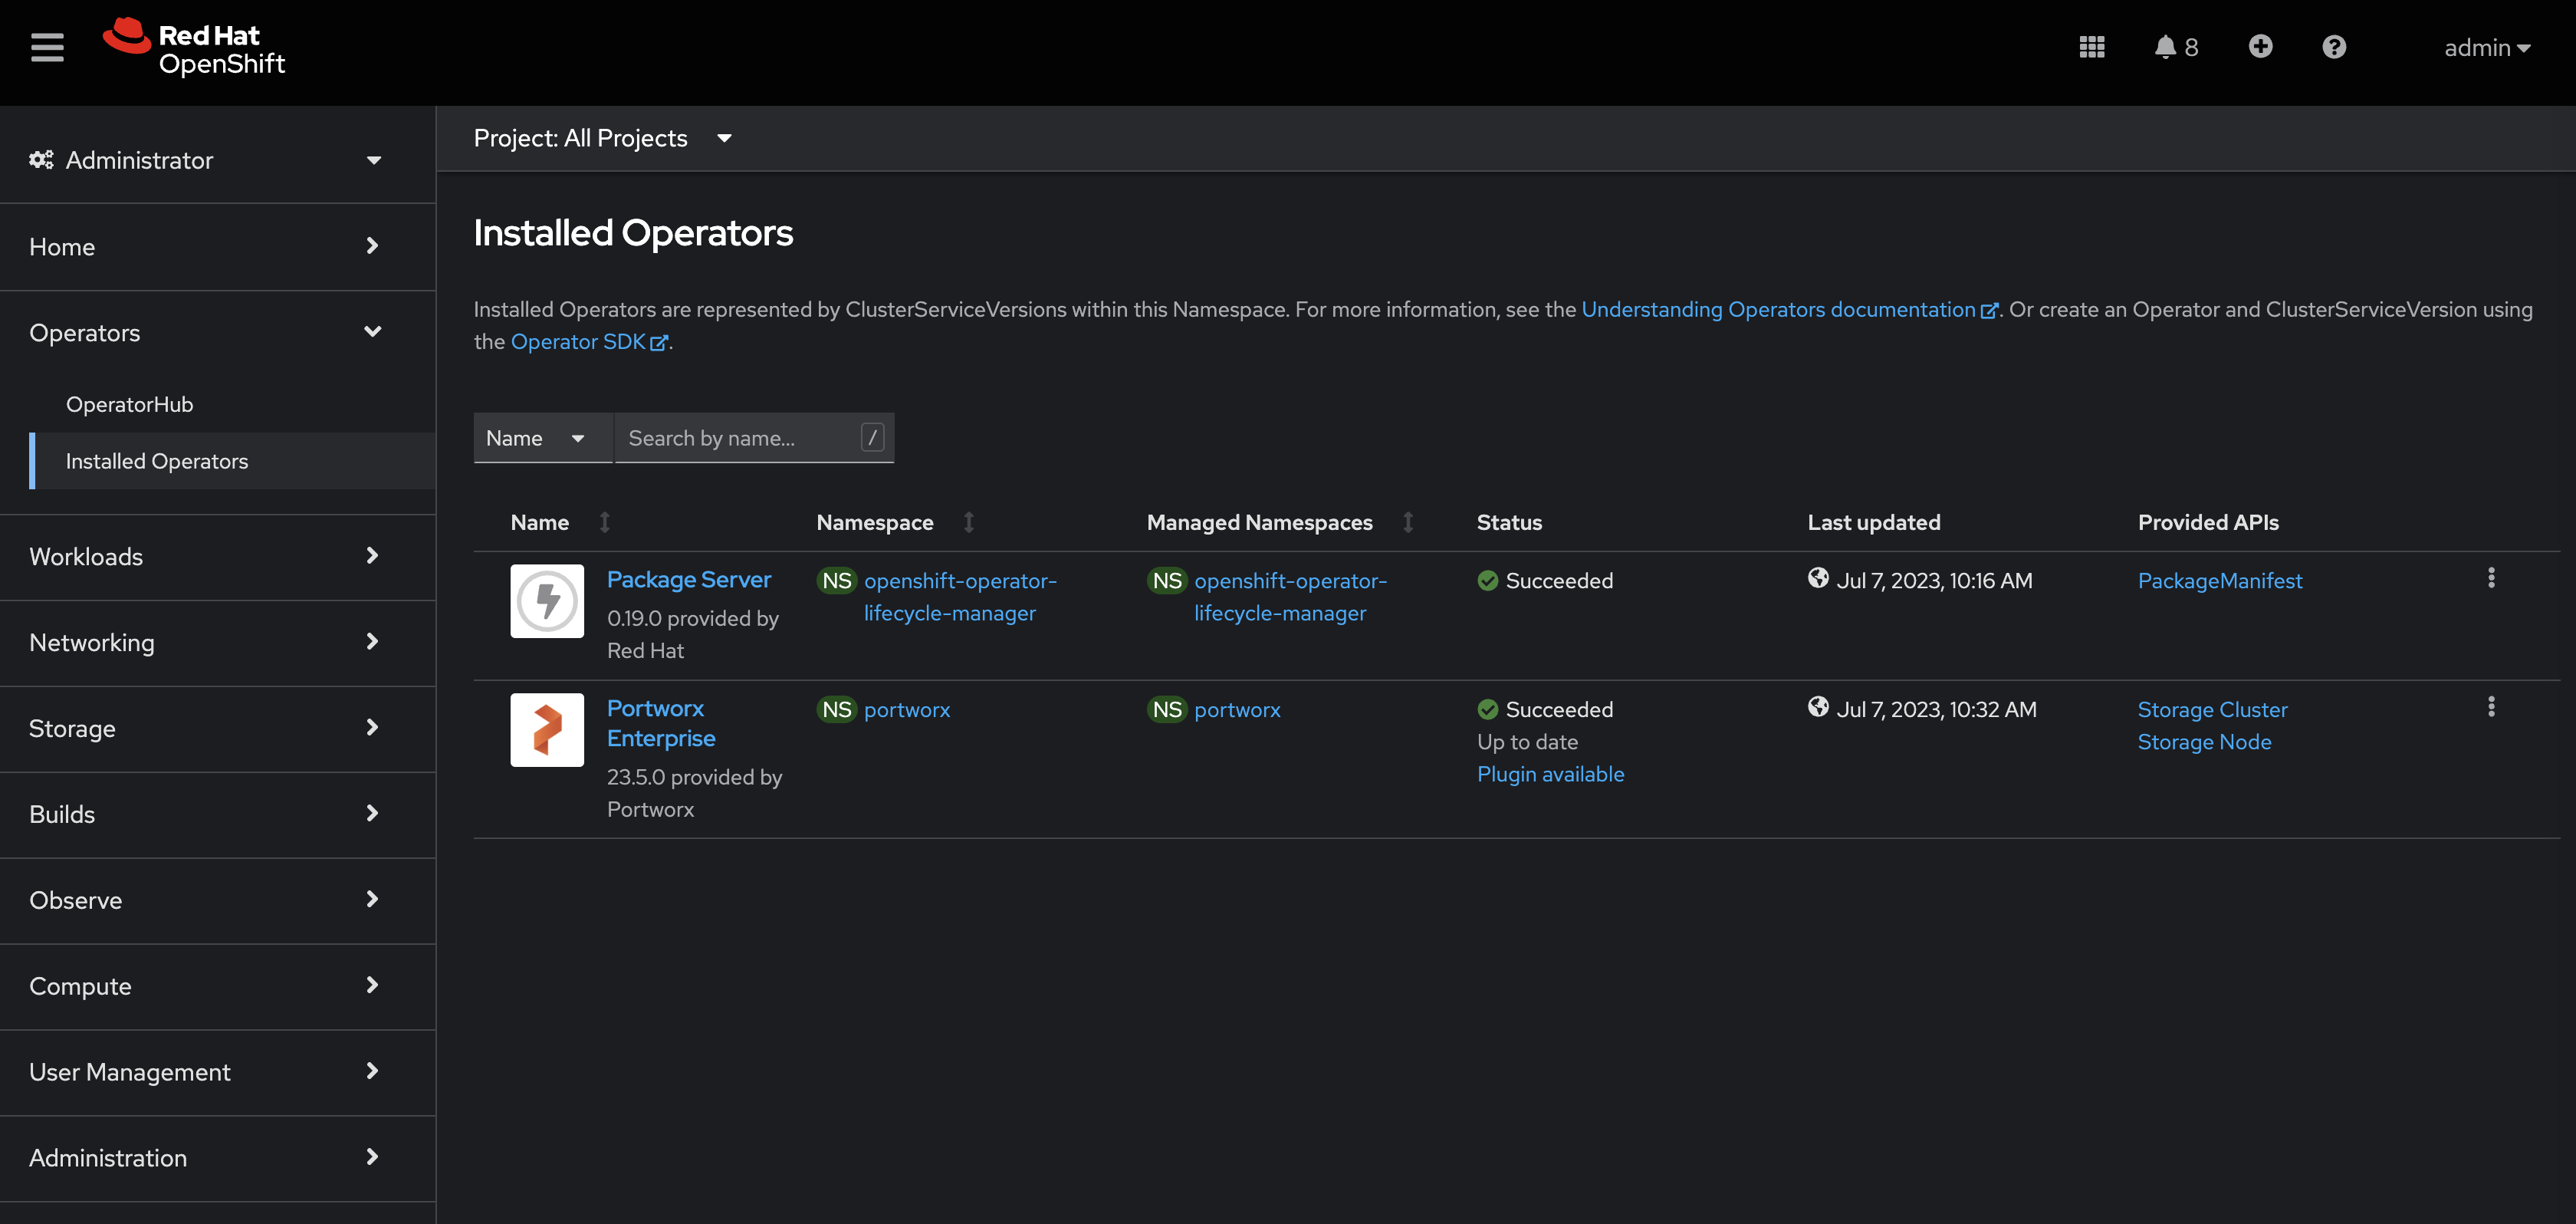 Red Hat
OpenShift
8
admin
Administrator
Home
Operators
OperatorHub
Installed Operators
Workloads
Networking
Storage
Builds
Observe
Compute
User Management
Administration
Project: All Projects
Installed Operators
Installed Operators are represented by ClusterServiceVersions within this Namespace. For more information, see the Understanding Operators documentation. Or create an Operator and ClusterServiceVersion using
the Operator SDK.
Name
Search by name...
/
Name
Namespace
Managed Namespaces
Status
Last updated
Provided APIs
Package Server
0.19.0 provided by
Red Hat
NS openshift-operator-
lifecycle-manager
NS openshift-operator-
lifecycle-manager
Succeeded
Jul 7, 2023, 10:16 AM
PackageManifest
Portworx
Enterprise
23.5.0 provided by
Portworx
NS portworx
NS portworx
Succeeded
Up to date
Plugin available
Jul 7, 2023, 10:32 AM
Storage Cluster
Storage Node